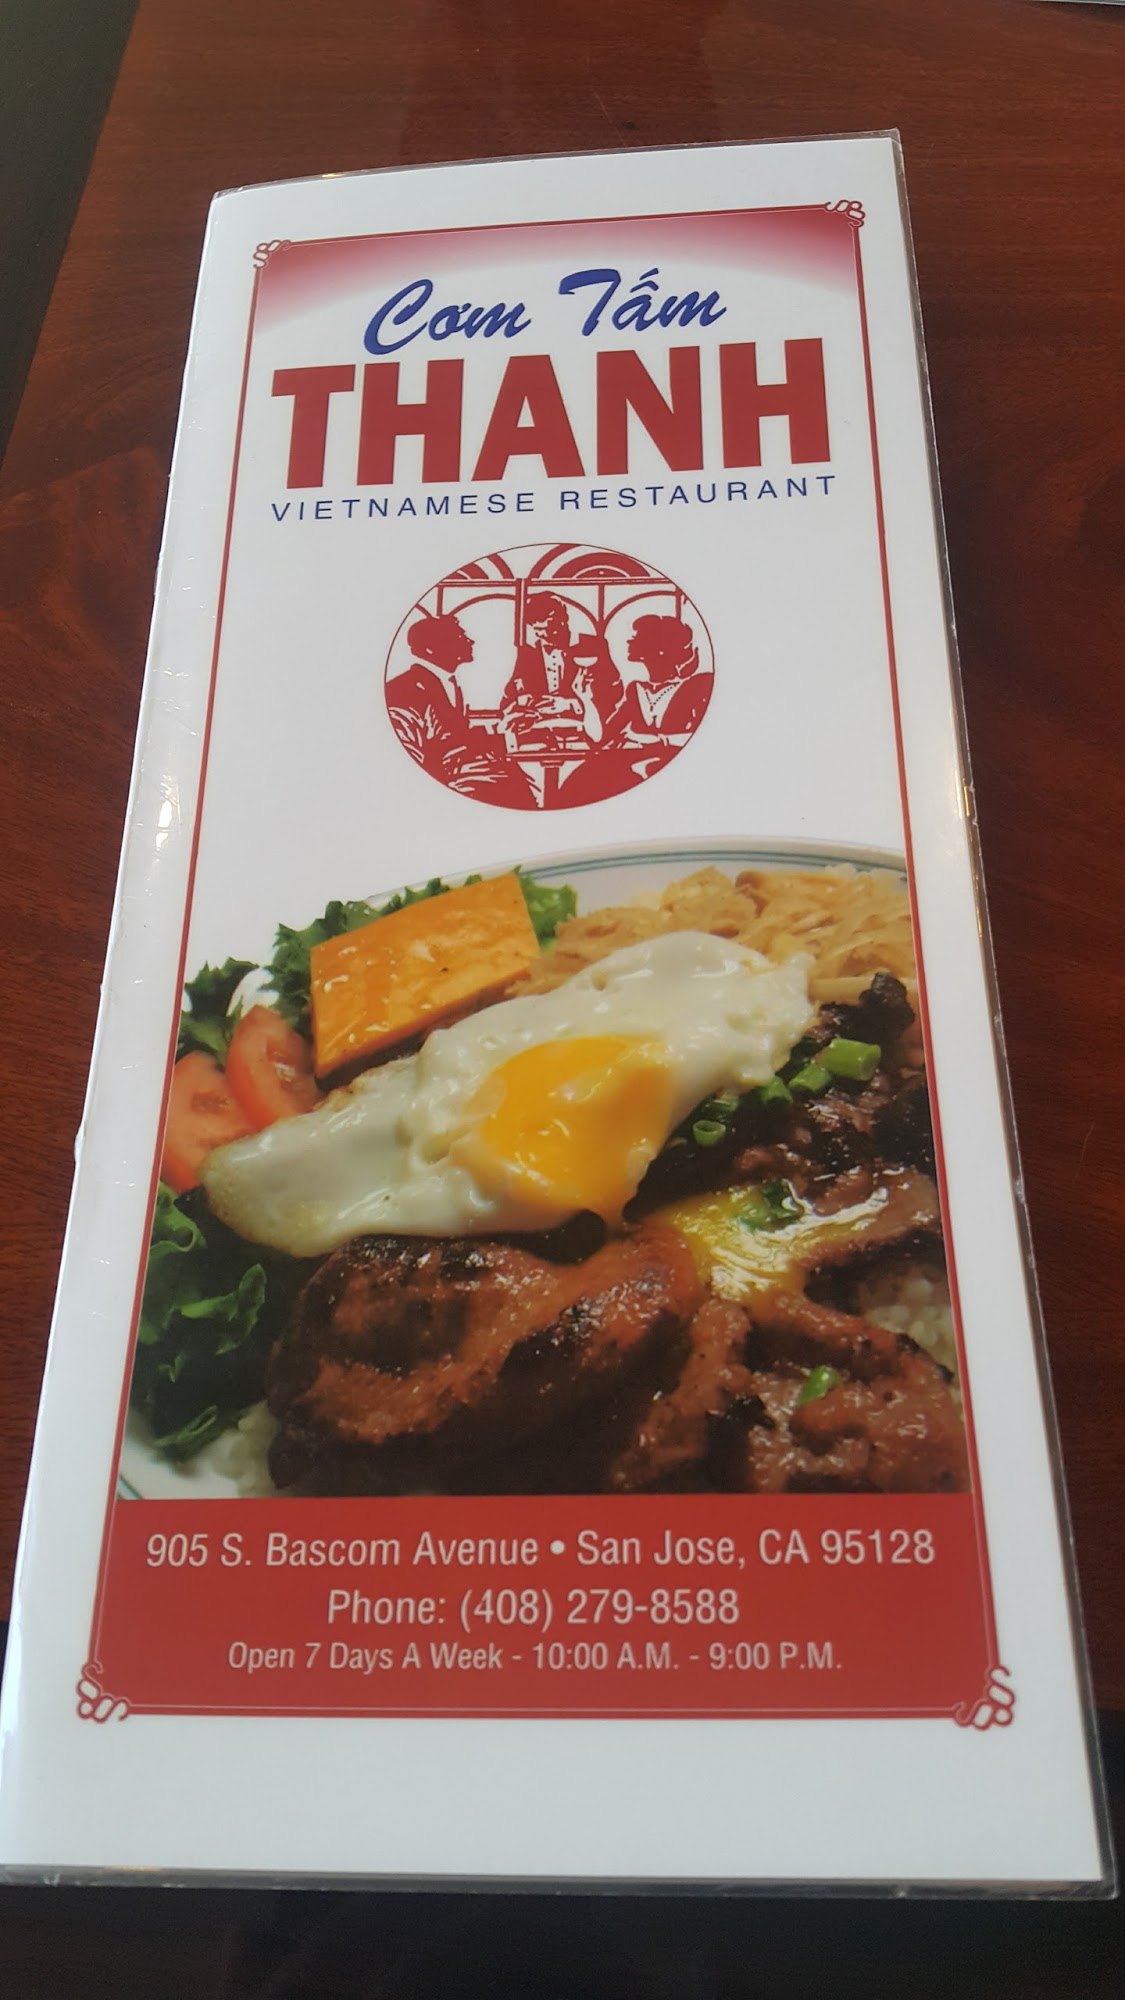 Cơm Tấm
THANH
VIETNAMESE RESTAURANT
905 S. Bascom Avenue • San Jose, CA 95128
Phone: (408) 279-8588
Open 7 Days A Week - 10:00 A.M. - 9:00 P.M.